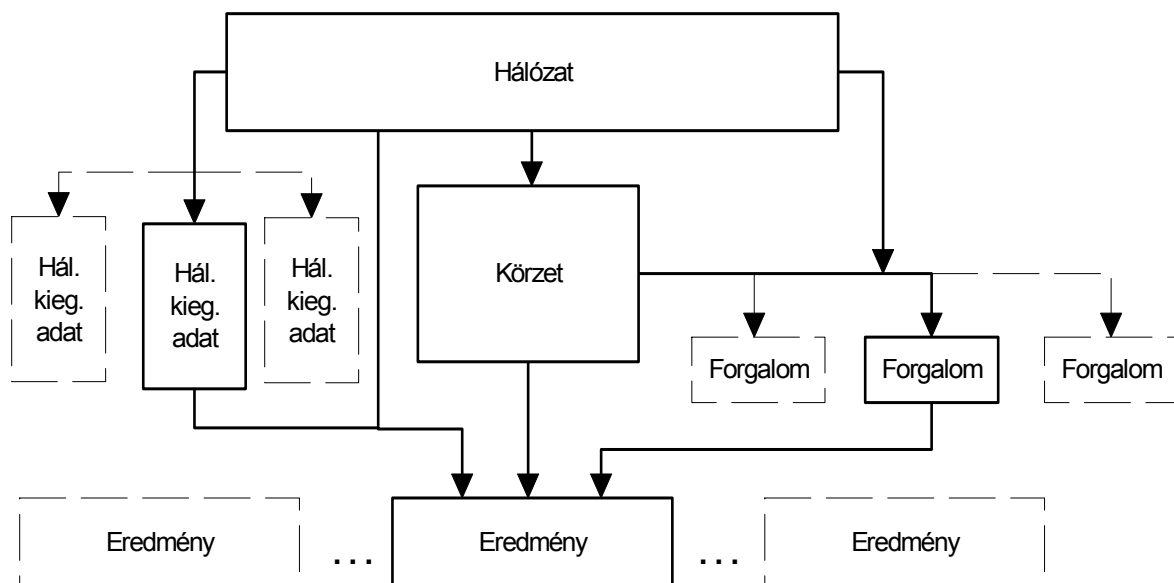 Hálózat
Hál.
kieg.
adat
Hál.
kieg.
adat
Hál.
kieg.
adat
Körzet
Forgalom
Forgalom
Forgalom
Eredmény
...
Eredmény
...
Eredmény